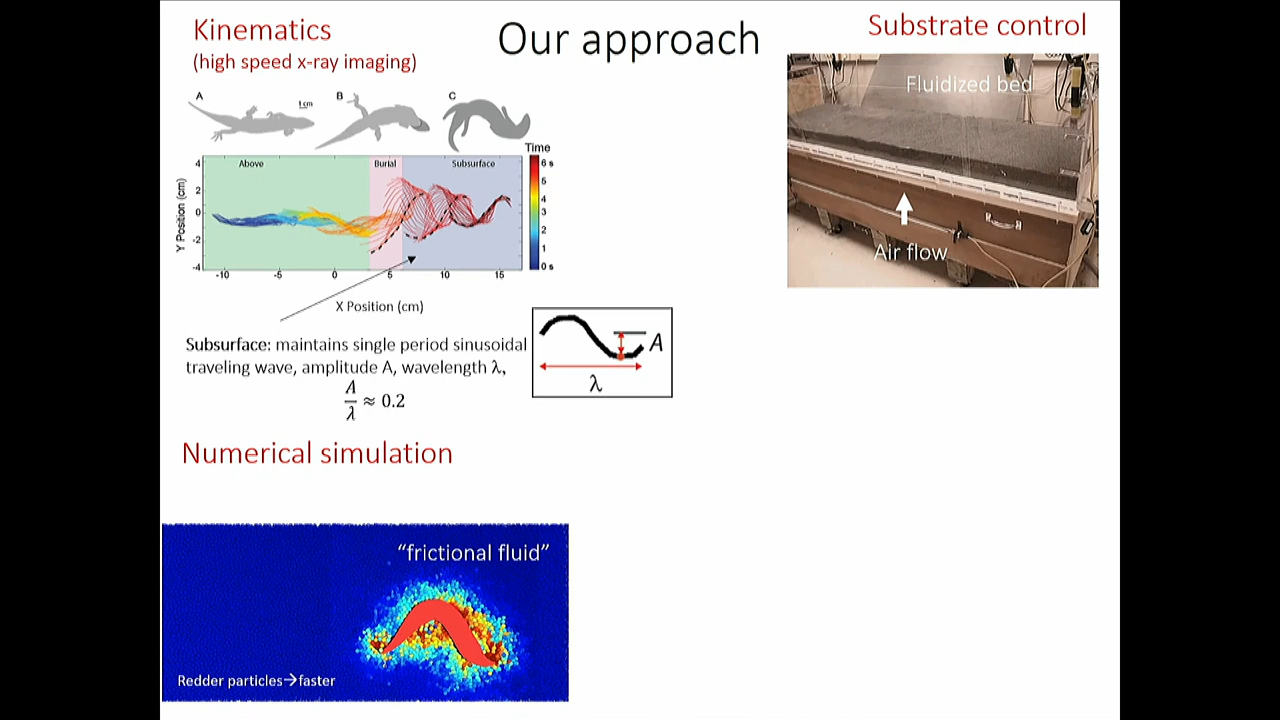 Our approach
Kinematics
(high speed x-ray imaging)
A
1 cm
B
C
Time
Above
Burial
Subsurface
Y Position (cm)
4
2
0
-2
-4
-10
-5
0
5
10
15
X Position (cm)
6 s
5
4
3
2
1
0 s
Subsurface: maintains single period sinusoidal
traveling wave, amplitude A, wavelength λ,
A/λ ≈ 0.2
A
λ
Substrate control
Fluidized bed
Air flow
Numerical simulation
“frictional fluid”
Redder particles→faster